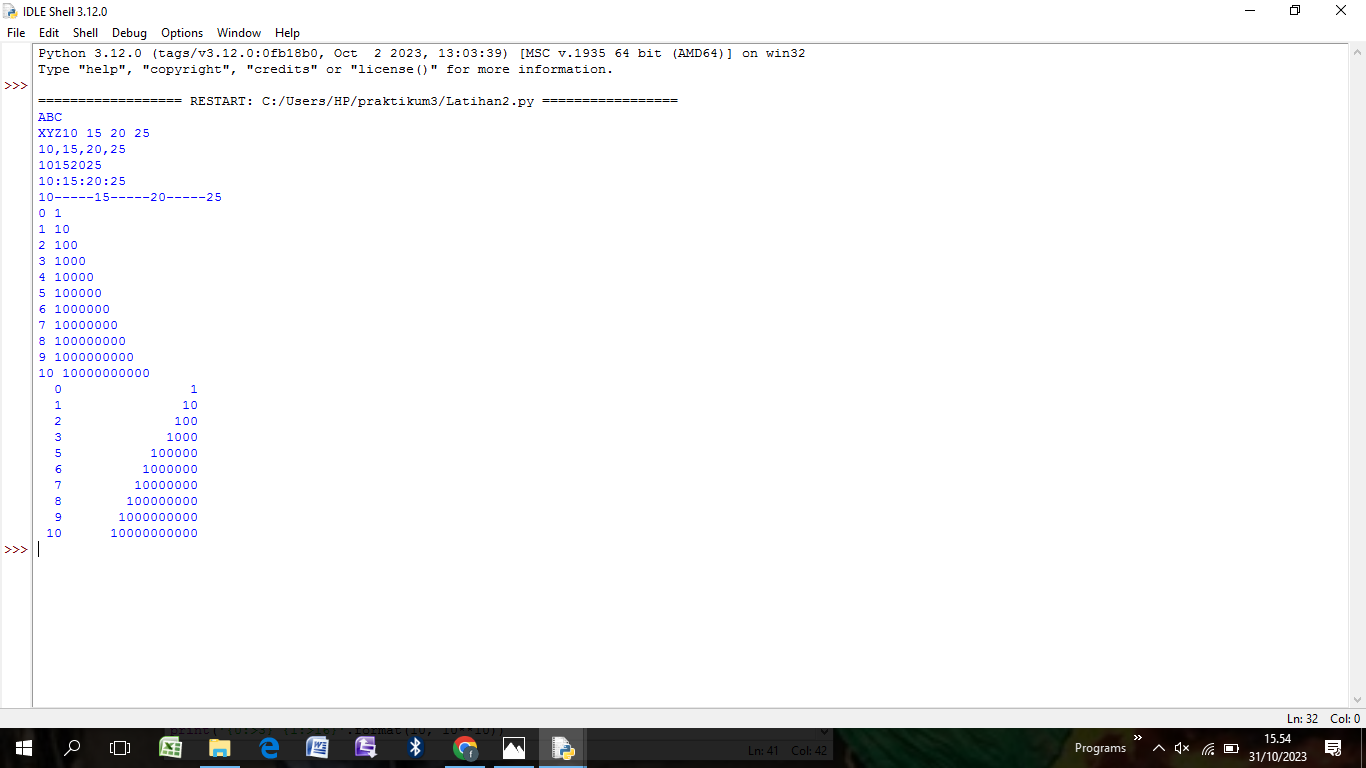 IDLE Shell 3.12.0
File Edit Shell Debug Options Window Help
Python 3.12.0 (tags/v3.12.0:0fb18b0, Oct  2 2023, 13:03:39) [MSC v.1935 64 bit (AMD64)] on win32
Type "help", "copyright", "credits" or "license()" for more information.
>>>
================== RESTART: C:/Users/HP/praktikum3/Latihan2.py =================
ABC
XYZ10 15 20 25
10,15,20,25
10152025
10:15:20:25
10-----15-----20-----25
0 1
1 10
2 100
3 1000
4 10000
5 100000
6 1000000
7 10000000
8 100000000
9 1000000000
10 10000000000
  0                1
  1               10
  2              100
  3             1000
  5           100000
  6          1000000
  7         10000000
  8        100000000
  9       1000000000
 10      10000000000
>>>
Ln: 32 Col: 0
Ln: 41 Col: 42
Programs
15.54
31/10/2023